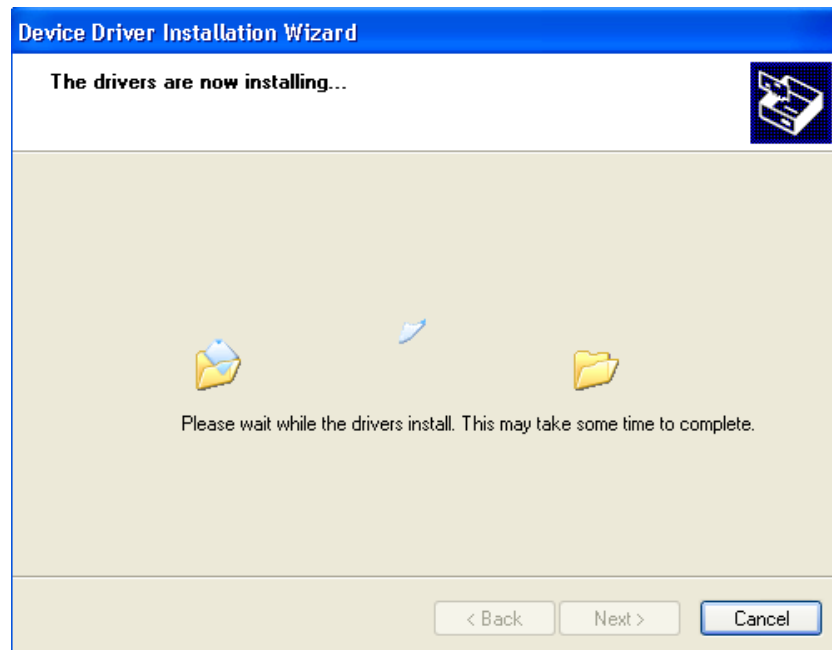 Device Driver Installation Wizard
The drivers are now installing...
Please wait while the drivers install. This may take some time to complete.
< Back
Next >
Cancel